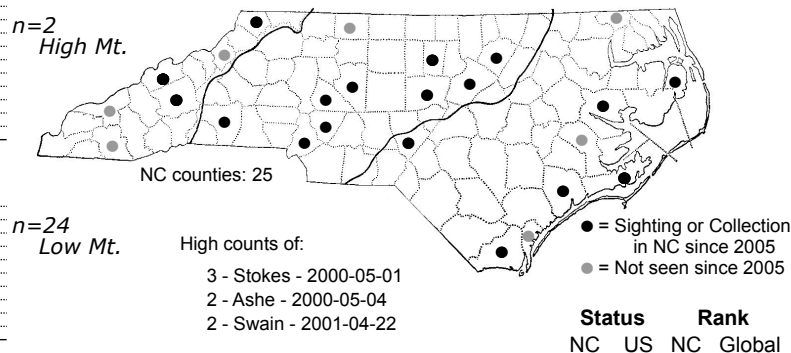 n=2
High Mt.
NC counties: 25
n=24
Low Mt.
High counts of:
3 - Stokes - 2000-05-01
2 - Ashe - 2000-05-04
2 - Swain - 2001-04-22
● = Sighting or Collection
in NC since 2005
● = Not seen since 2005
Status Rank
NC US NC Global